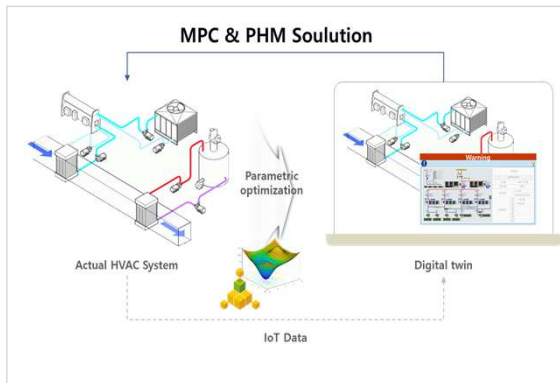 MPC & PHM Soulution
Warning
Parametric
optimization
Actual HVAC System
Digital twin
IoT Data